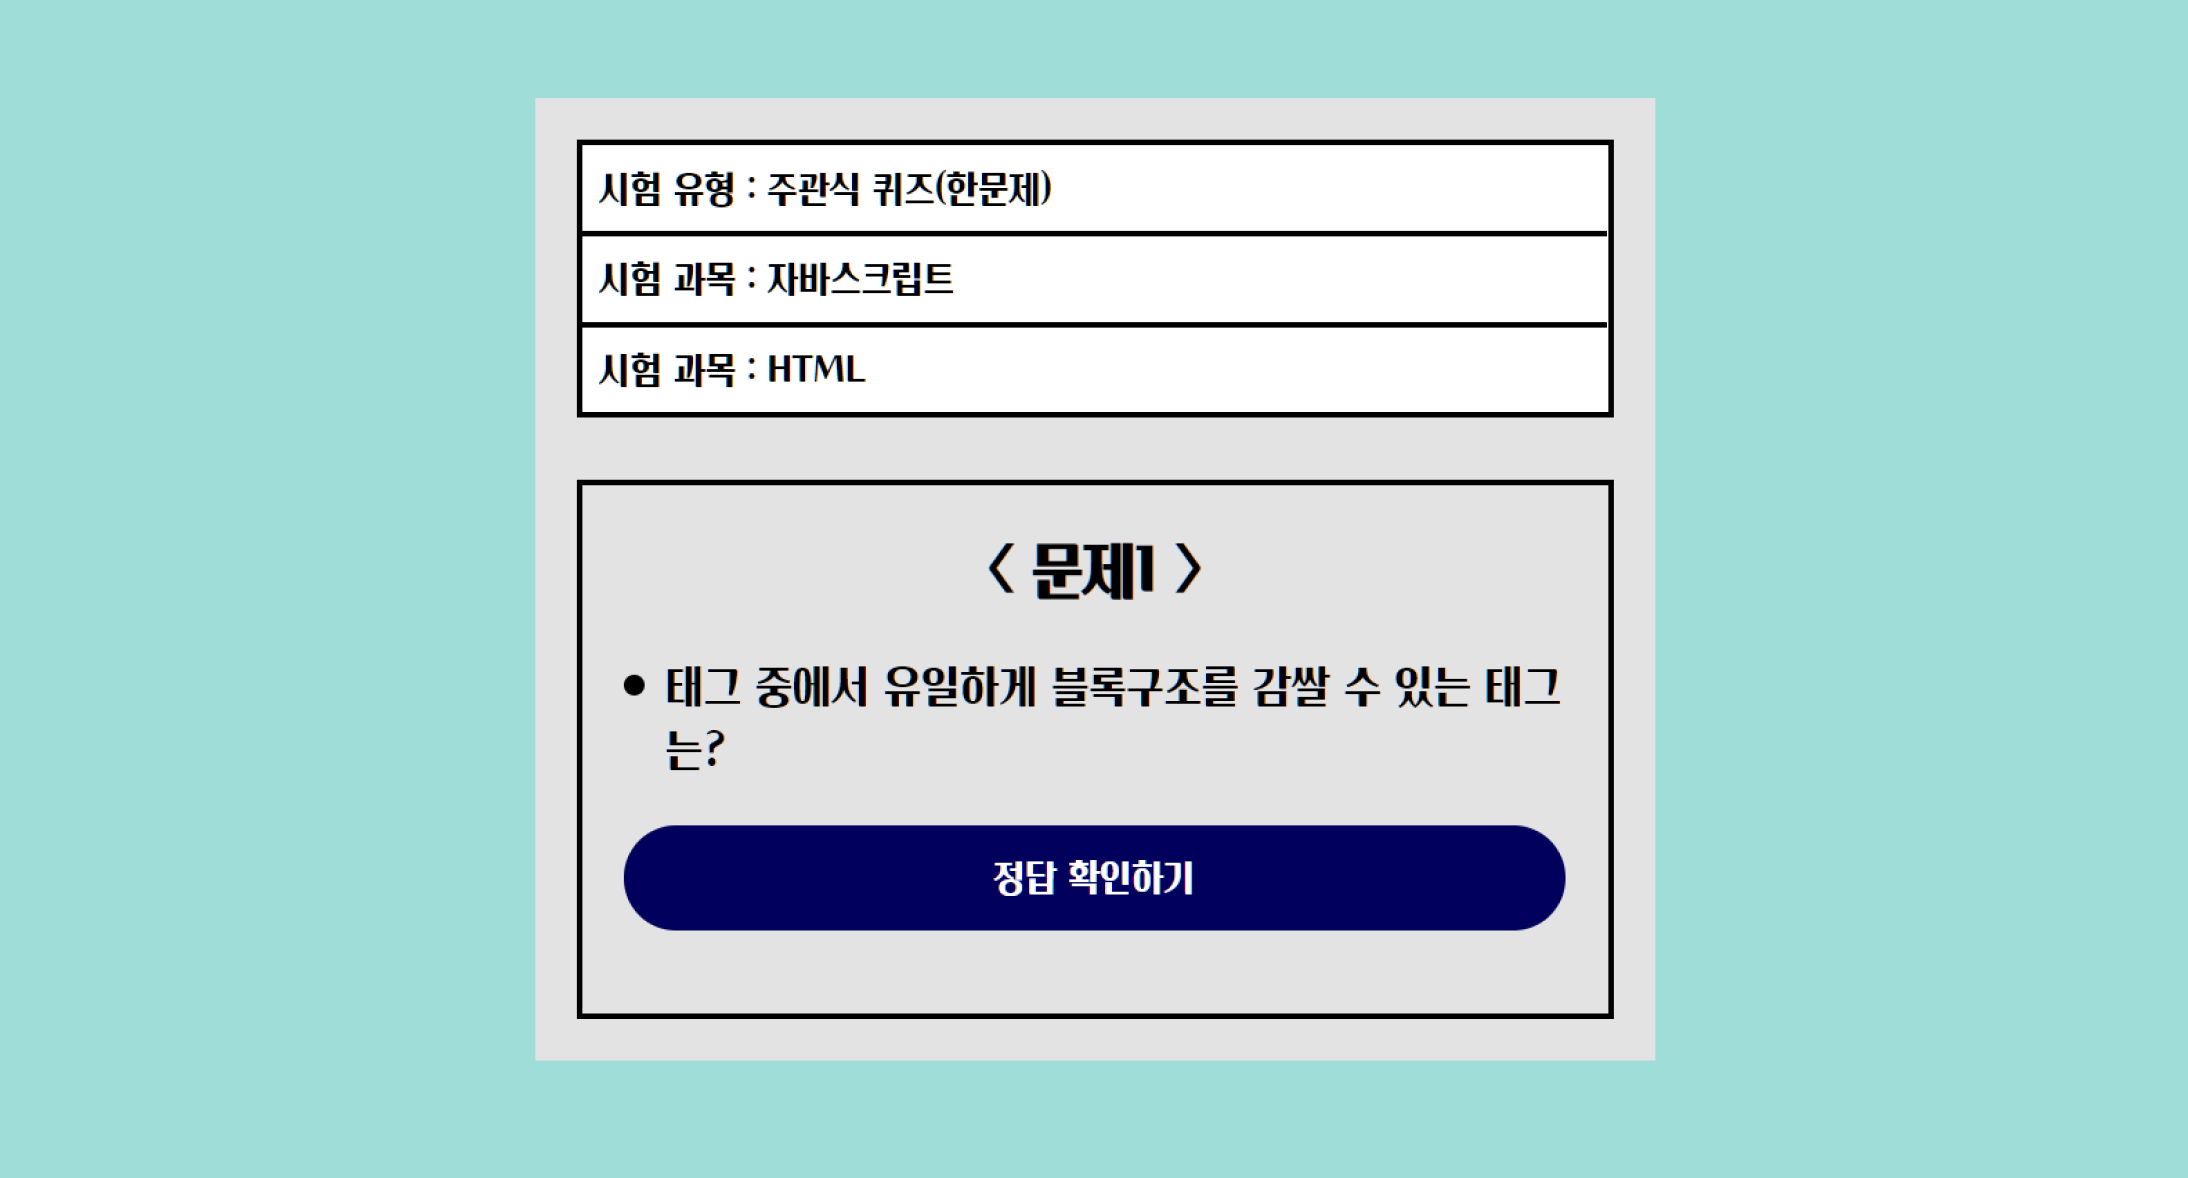 시험 유형 : 주관식 퀴즈(한문제)
시험 과목 : 자바스크립트
시험 과목 : HTML
〈 문제1 〉
● 태그 중에서 유일하게 블록구조를 감쌀 수 있는 태그
는?
정답 확인하기